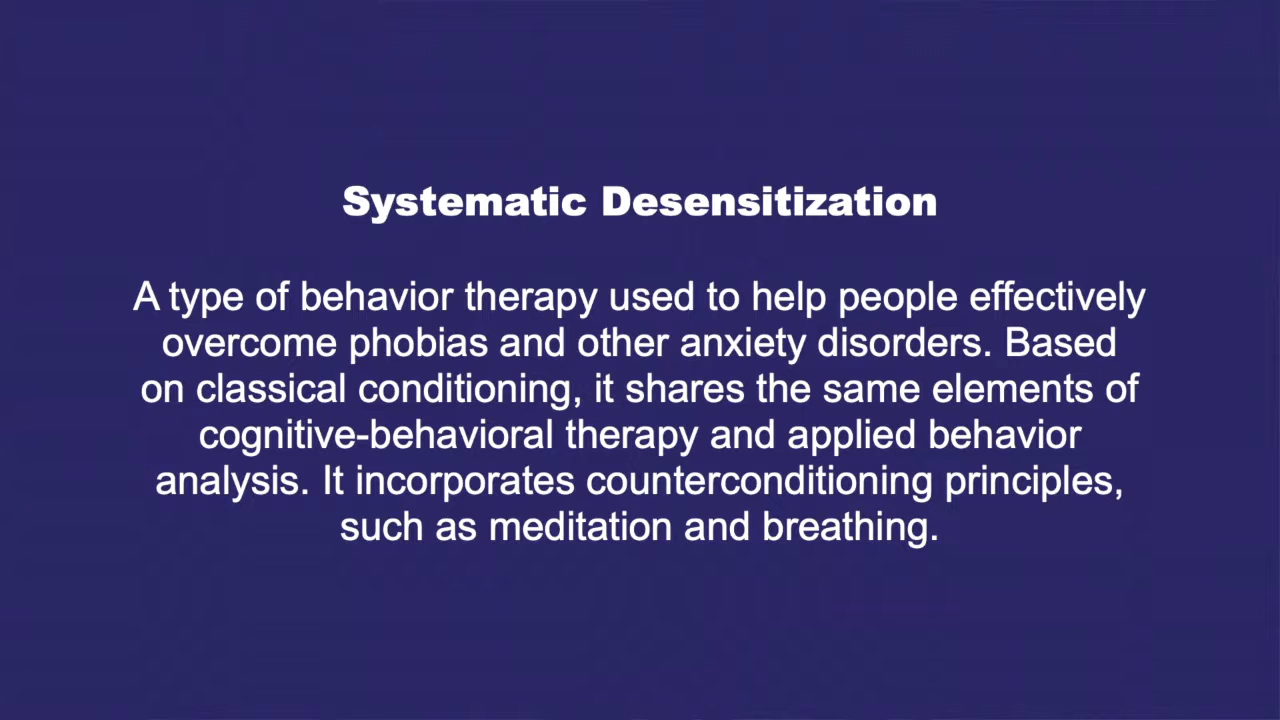 Systematic Desensitization
A type of behavior therapy used to help people effectively
overcome phobias and other anxiety disorders. Based
on classical conditioning, it shares the same elements of
cognitive-behavioral therapy and applied behavior
analysis. It incorporates counterconditioning principles,
such as meditation and breathing.